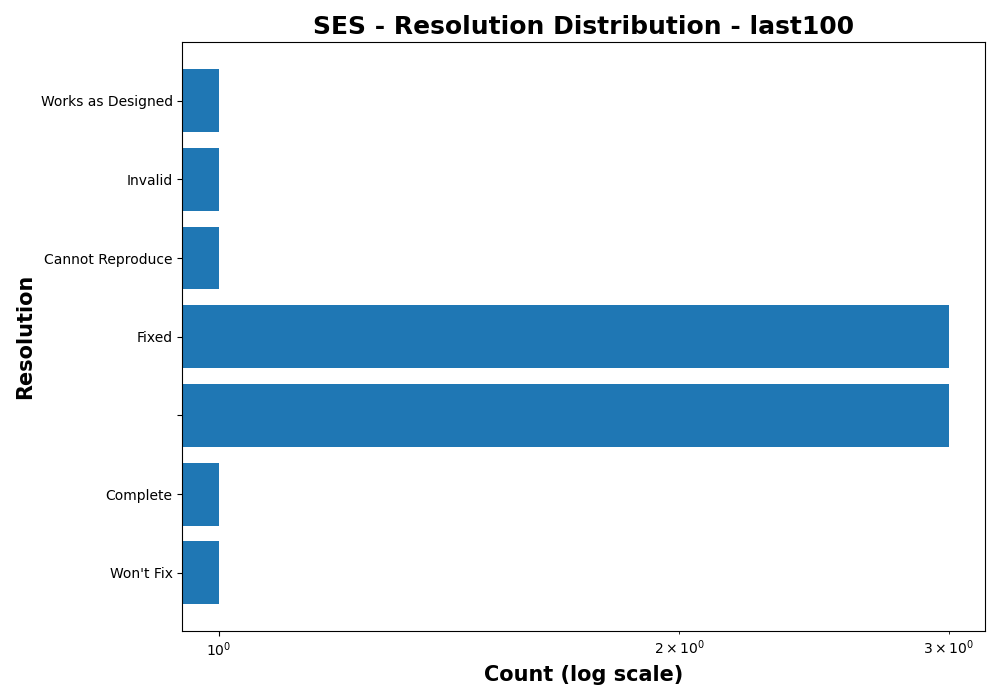 SES - Resolution Distribution - last100
Works as Designed
Invalid
Cannot Reproduce
Fixed
Complete
Won't Fix
Resolution
10⁰
2 × 10⁰
3 × 10⁰
Count (log scale)